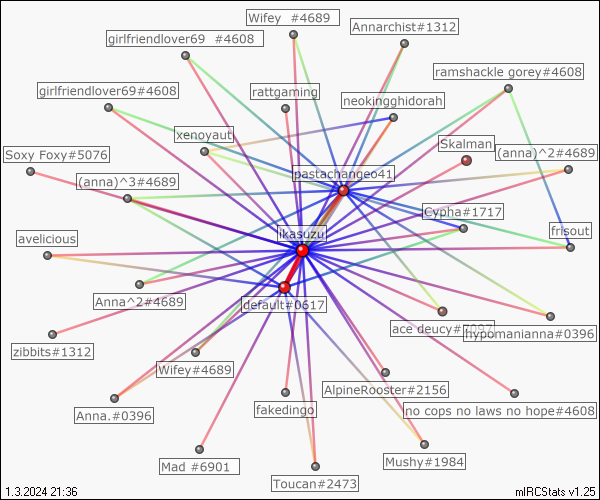 Wifey #4689
Annarchist#1312
girlfriendlover69 #4608
ramshackle gorey#4608
girlfriendlover69#4608
rattgaming
neokingghidorah
xenoyaut
Skalman
Soxy Foxy#5076
(anna)^2#4689
pastachangeo41
(anna)^3#4689
Cypha#1717
frisout
ikasuzu
avelicious
Anna^2#4689
default#0617
ace deucy
hypomanianna#0396
zibbits#1312
Wifey#4689
AlpineRooster#2156
fakedingo
no cops no laws no hope#4608
Anna.#0396
Mad #6901
Mushy#1984
Toucan#2473
1.3.2024 21:36
mIRCStats v1.25